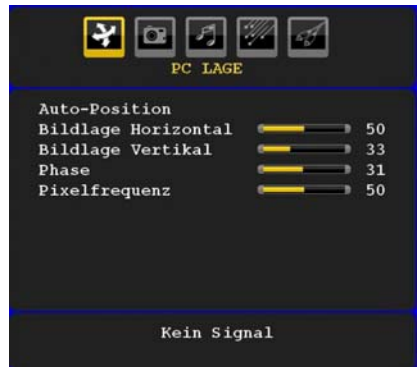 PC LAGE
Auto-Position
Bildlage Horizontal 50
Bildlage Vertikal 33
Phase 31
Pixelfrequenz 50
Kein Signal